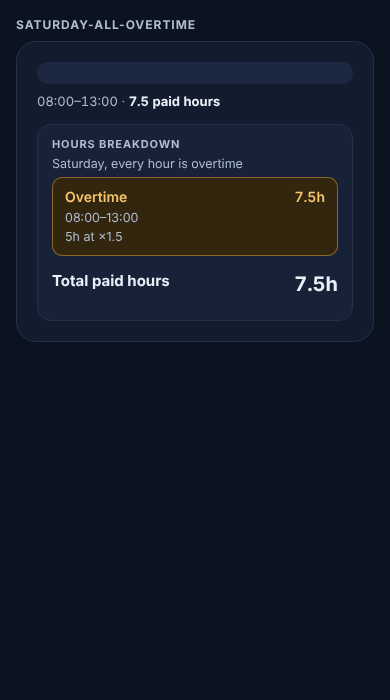 SATURDAY-ALL-OVERTIME
08:00–13:00 · 7.5 paid hours
HOURS BREAKDOWN
Saturday, every hour is overtime
Overtime 7.5h
08:00–13:00
5h at ×1.5
Total paid hours 7.5h